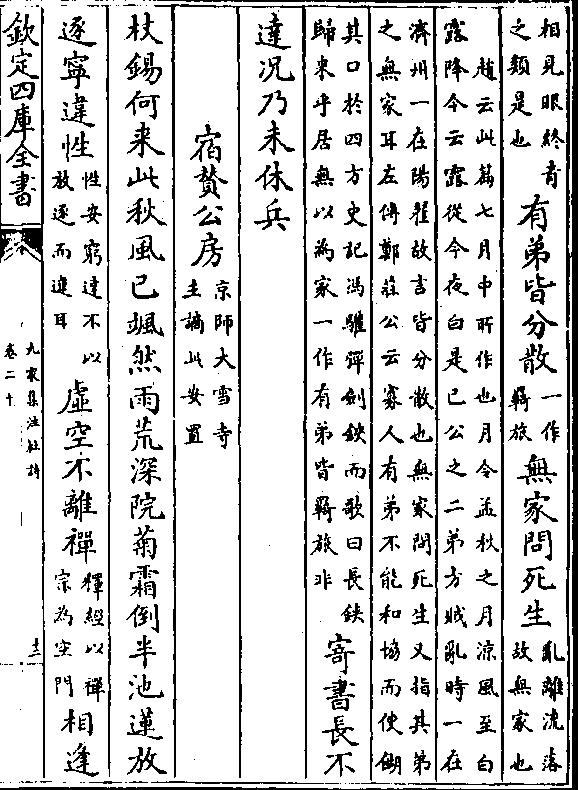 相見眼終青
之類是也
有弟皆分散
一作
羈旅
無家問死生
亂離流落
故無家也
趙云此篇七月中所作也月令孟秋之月涼風至白
露降今云露從今夜白是已公之二弟方賊亂時一在
濟州一在陽翟故言皆分散也無家問死生又指其弟
之無家耳左傳鄭莊公云寡人有弟不能和協而使餬
其口於四方史記馮驩彈劍鋏而歌曰長鋏
歸来乎居無以為家一作有弟皆羈旅非
寄書長不
達況乃未休兵
宿贊公房
京師大雪寺
主謫此安置
杖錫何来此秋風已颯然雨荒深院菊霜倒半池蓮放
逐寧違性
性安窮達不以
放逐而違耳
虛空不離禪
釋經以禪
宗為空門
相逢
欽定四庫全書
九家集注杜詩
卷二十